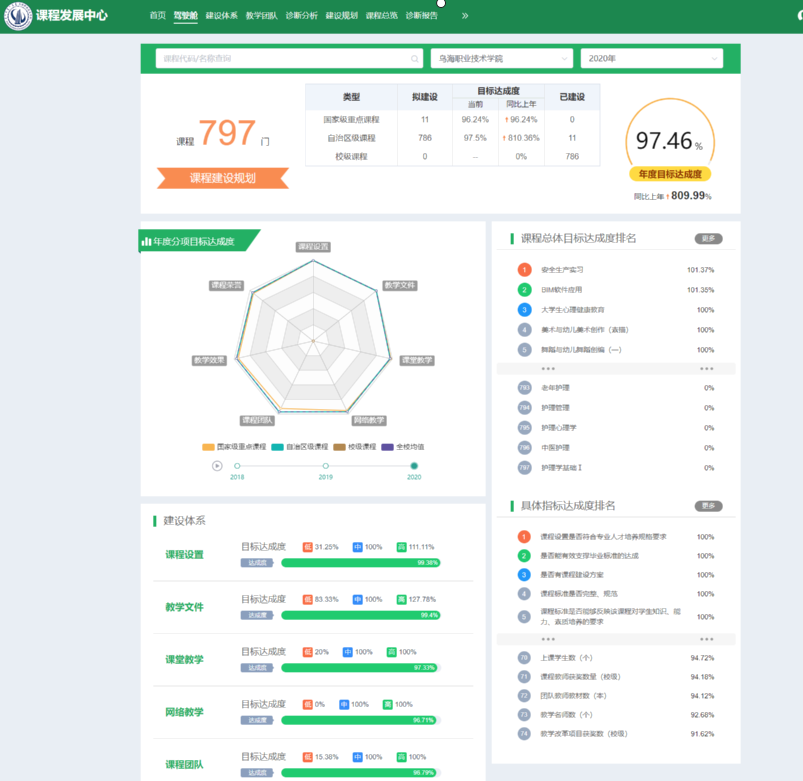 课程发展中心
首页 驾驶舱 建设体系 教学团队 诊断分析 建设规划 课程总览 诊断报告 »
课程代码/名称查询
乌海职业技术学院
2020年
课程 797 门
课程建设规划
类型 拟建设 目标达成度 已建设
当前 同比上年
国家级重点课程 11 96.24% ↑ 96.24% 0
自治区级课程 786 97.5% ↑ 810.36% 11
校级课程 0 -- 0% 786
97.46 %
年度目标达成度
同比上年 ↑ 809.99%
年度分项目标达成度
课程设置
教学文件
课堂教学
网络教学
课程团队
教学效果
课程荣誉
国家级重点课程 自治区级课程 校级课程 全校均值
2018 2019 2020
课程总体目标达成度排名 更多
1 安全生产实习 101.37%
2 BIM软件应用 101.35%
3 大学生心理健康教育 100%
4 美术与幼儿美术创作（直播） 100%
5 舞蹈与幼儿舞蹈创编（一） 100%
••• •••
793 老年护理 0%
794 护理管理 0%
795 护理心理学 0%
796 中医护理 0%
797 护理学基础 I 0%
建设体系
课程设置 目标达成度 低 31.25% 中 100% 高 111.11%
达成度 99.38%
教学文件 目标达成度 低 83.33% 中 100% 高 127.78%
达成度 99.4%
课堂教学 目标达成度 低 20% 中 100% 高 100%
达成度 97.33%
网络教学 目标达成度 低 0% 中 100% 高 100%
达成度 96.71%
课程团队 目标达成度 低 15.38% 中 100% 高 100%
达成度 96.79%
具体指标达成度排名 更多
1 课程设置是否符合专业人才培养规格要求 100%
2 是否能有效支撑毕业标准的达成 100%
3 是否有课程建设方案 100%
4 课程标准是否完整、规范 100%
5 课程标准是否能够反映该课程对学生知识、能
力、素质培养的要求 100%
••• •••
70 上课学生数（个） 94.72%
71 课程教师获奖数量（校级） 94.18%
72 团队教师教材数（本） 94.12%
73 教学名师数（个） 92.68%
74 教学改革项目获奖数（校级） 91.62%